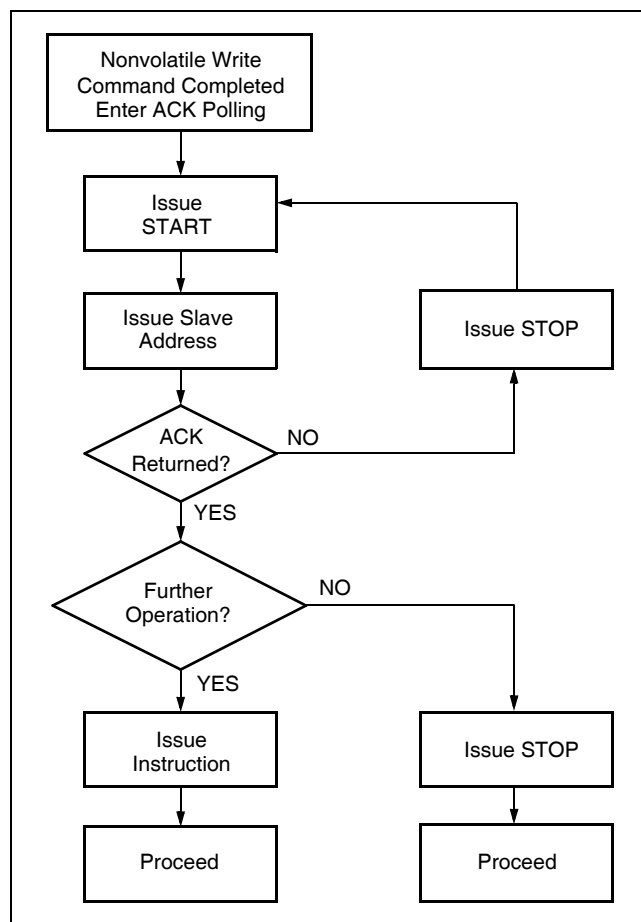 Nonvolatile Write
Command Completed
Enter ACK Polling
Issue
START
Issue Slave
Address
Issue STOP
ACK
Returned?
NO
YES
Further
Operation?
NO
YES
Issue
Instruction
Issue STOP
Proceed
Proceed